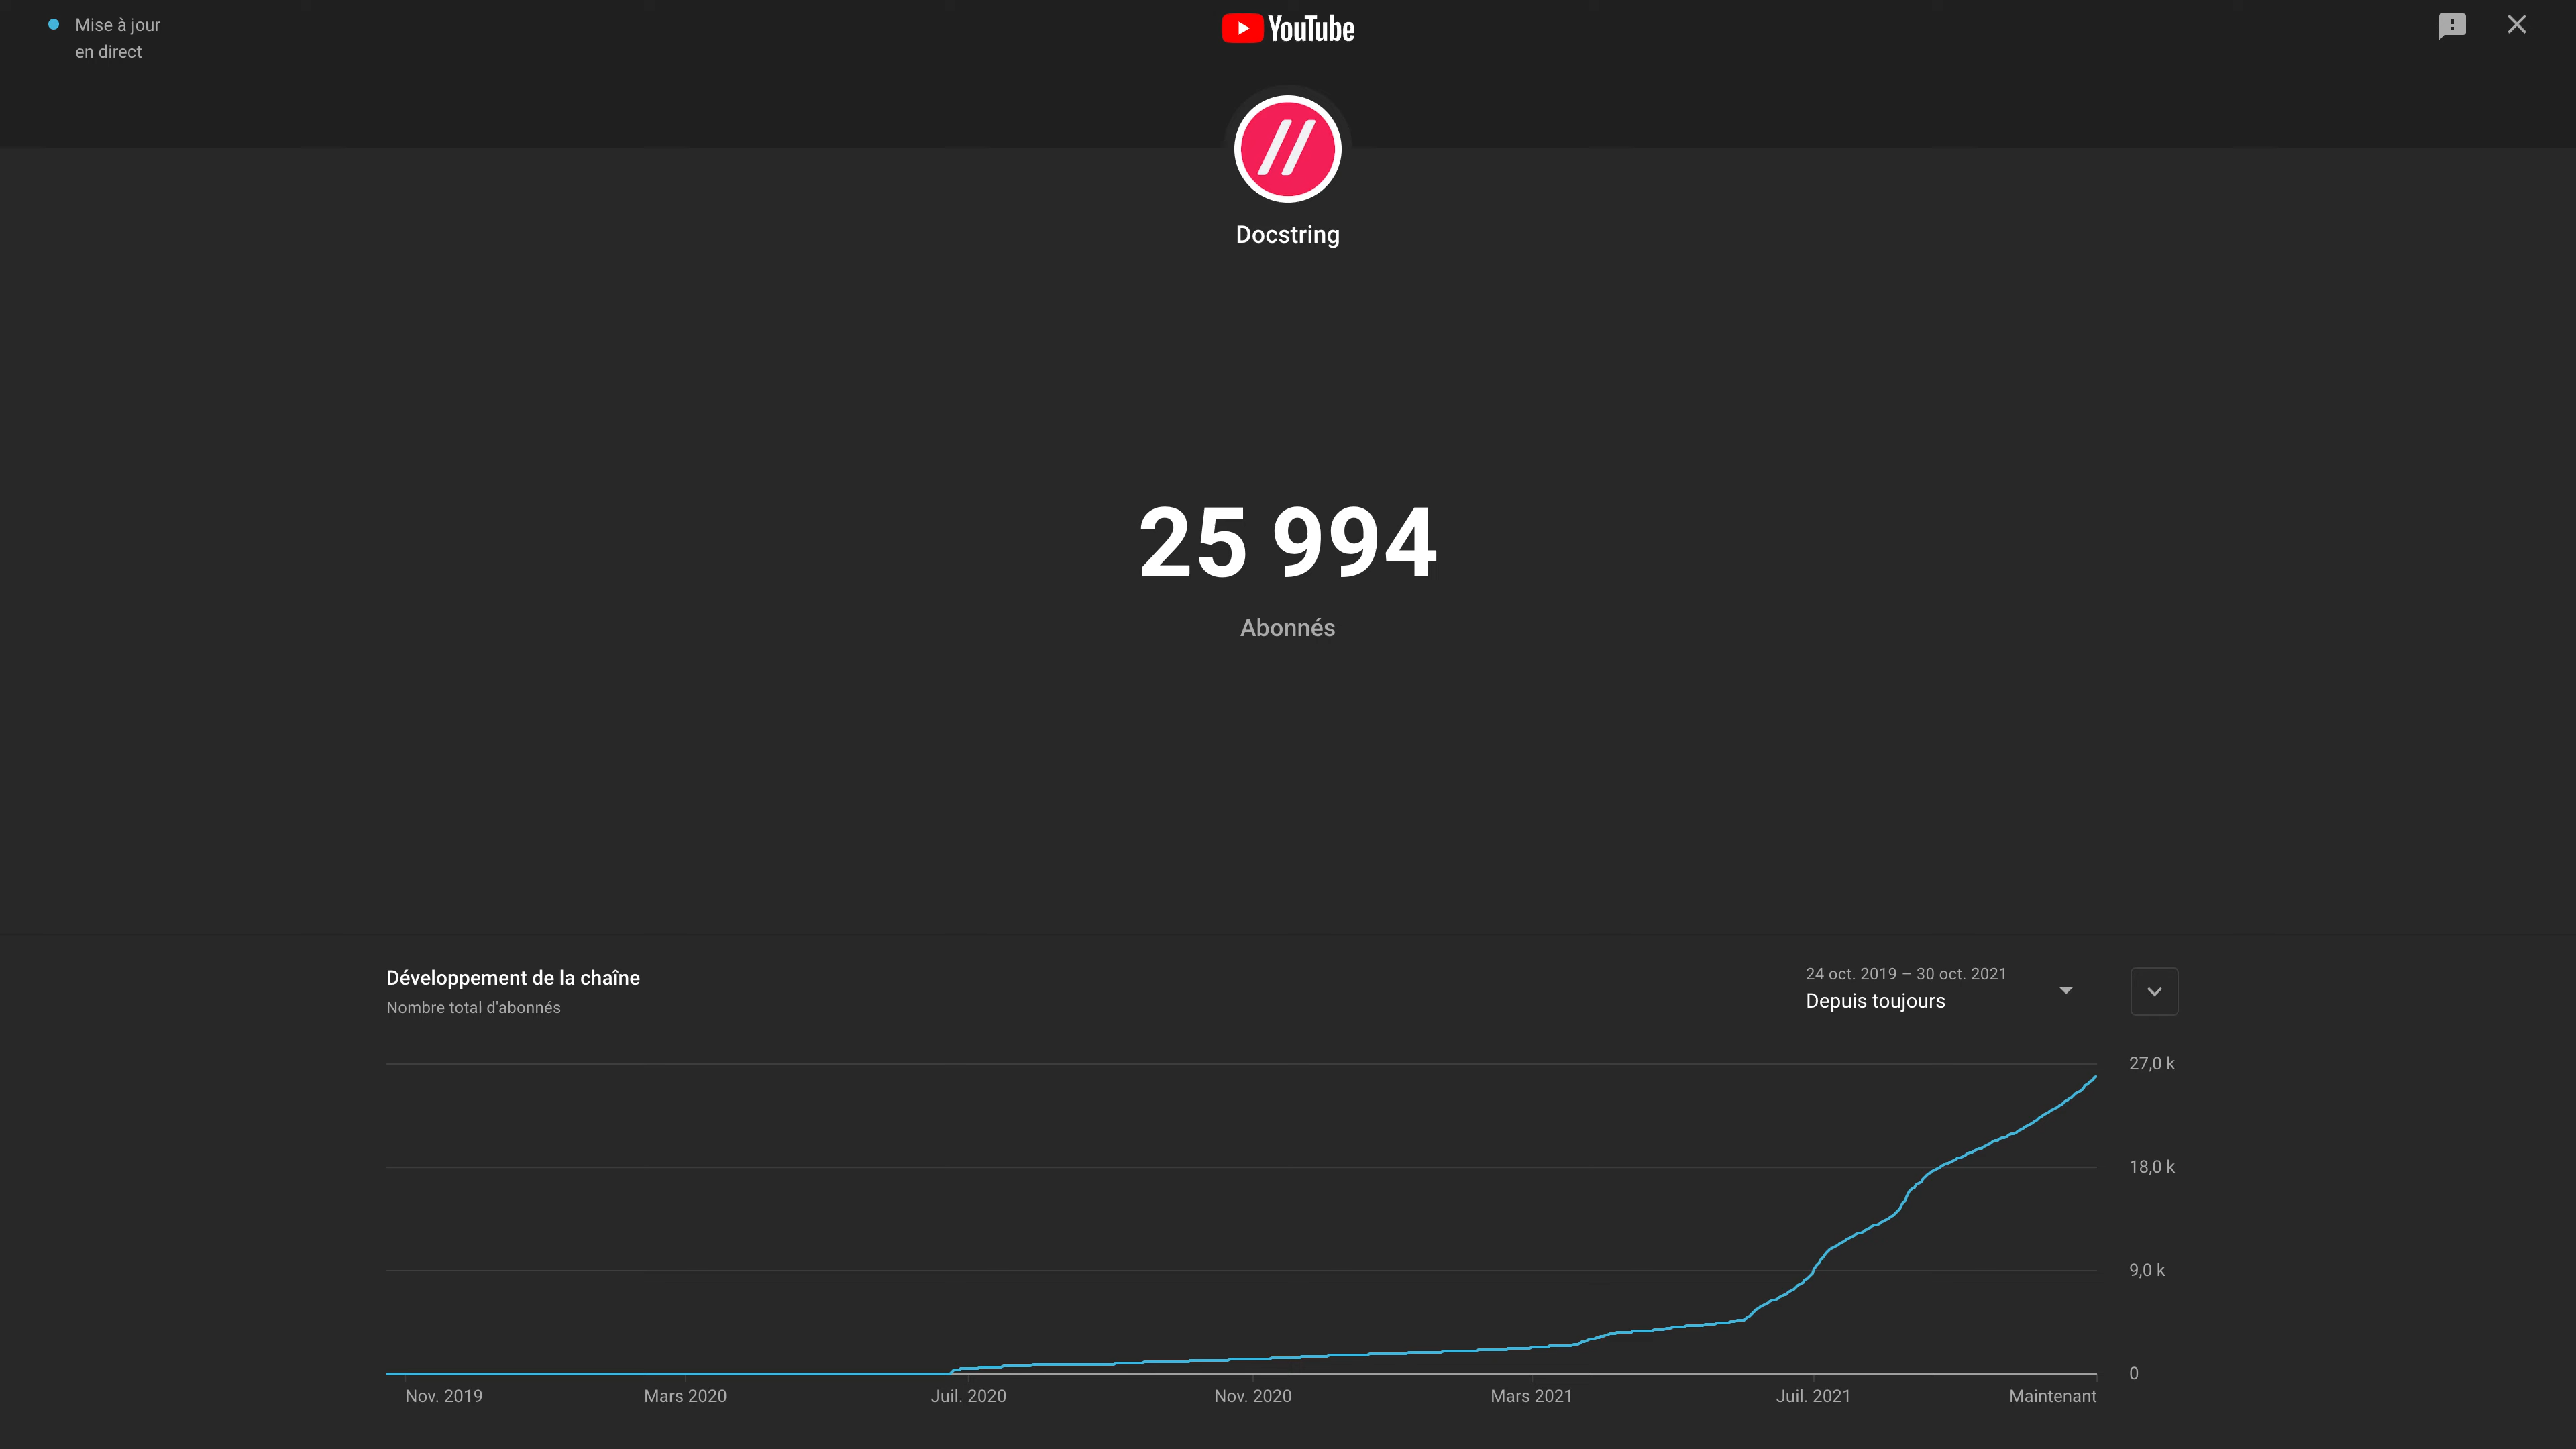 Mise à jour
en direct
YouTube
Docstring
25 994
Abonnés
Développement de la chaîne
Nombre total d'abonnés
24 oct. 2019 – 30 oct. 2021
Depuis toujours
27,0 k
18,0 k
9,0 k
0
Nov. 2019 Mars 2020 Juil. 2020 Nov. 2020 Mars 2021 Juil. 2021 Maintenant